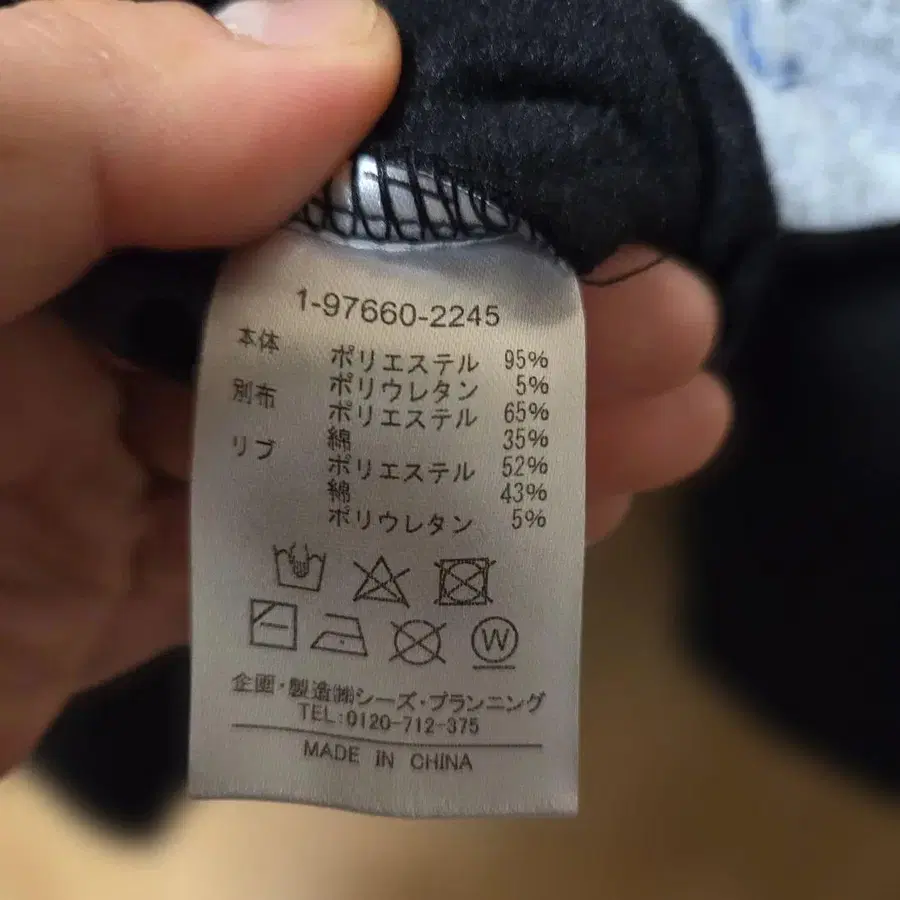 1-97660-2245
本体 ポリエステル 95%
ポリウレタン 5%
別布 ポリエステル 65%
綿 35%
リブ ポリエステル 52%
綿 43%
ポリウレタン 5%
W
企画・製造㈱シーズ・プランニング
TEL:0120-712-375
MADE IN CHINA